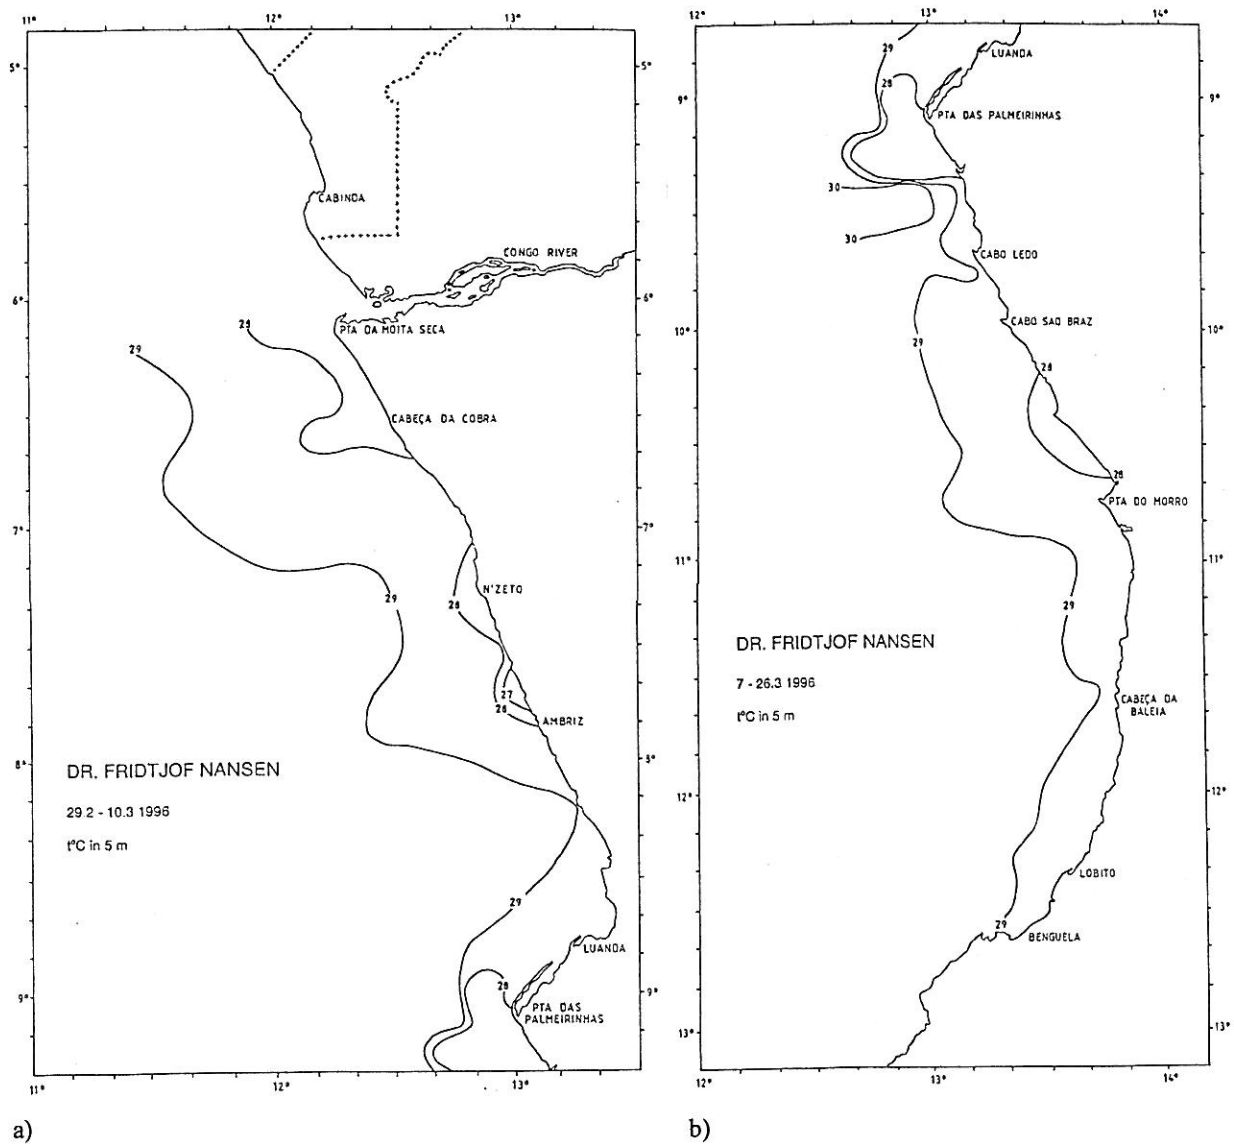 11°
12°
13°
5°
5°
CABINDA
CONGO RIVER
6°
6°
PTA DA MOITA SECA
28
29
CABEÇA DA COBRA
7°
7°
N'ZETO
29
28
27
28
AMBRIZ
8°
8°
DR. FRIDTJOF NANSEN
29.2 - 10.3 1996
t°C in 5 m
29
LUANDA
28
9°
9°
PTA DAS
PALMEIRINHAS
11°
12°
13°
a)
12°
13°
14°
29
LUANDA
28
9°
9°
PTA DAS PALMEIRINHAS
30
30
CABO LEDO
CABO SAO BRAZ
10°
10°
29
28
28
PTA DO MORRO
11°
11°
29
DR. FRIDTJOF NANSEN
7 - 26.3 1996
t°C in 5 m
CABEÇA DA
BALEIA
12°
12°
LOBITO
29
BENGUELA
13°
13°
12°
13°
14°
b)